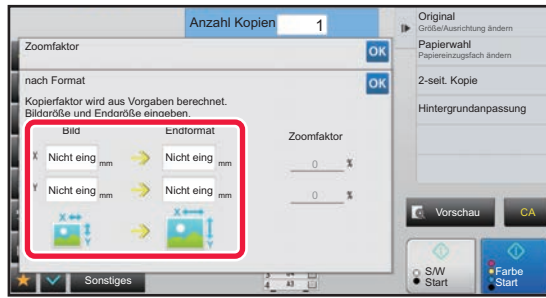 Anzahl Kopien 1
Original
Größe/Ausrichtung ändern
Zoomfaktor OK
Papierwahl
Papiereinzugsfach ändern
nach Format OK
2-seit. Kopie
Kopierfaktor wird aus Vorgaben berechnet.
Bildgröße und Endgröße eingeben.
Hintergrundanpassung
Bild Endformat Zoomfaktor
X Nicht eing mm Nicht eing mm 0 %
Y Nicht eing mm Nicht eing mm 0 %
X Y X Y
Vorschau CA
Sonstiges
4 A3
S/W
Start
Farbe
Start